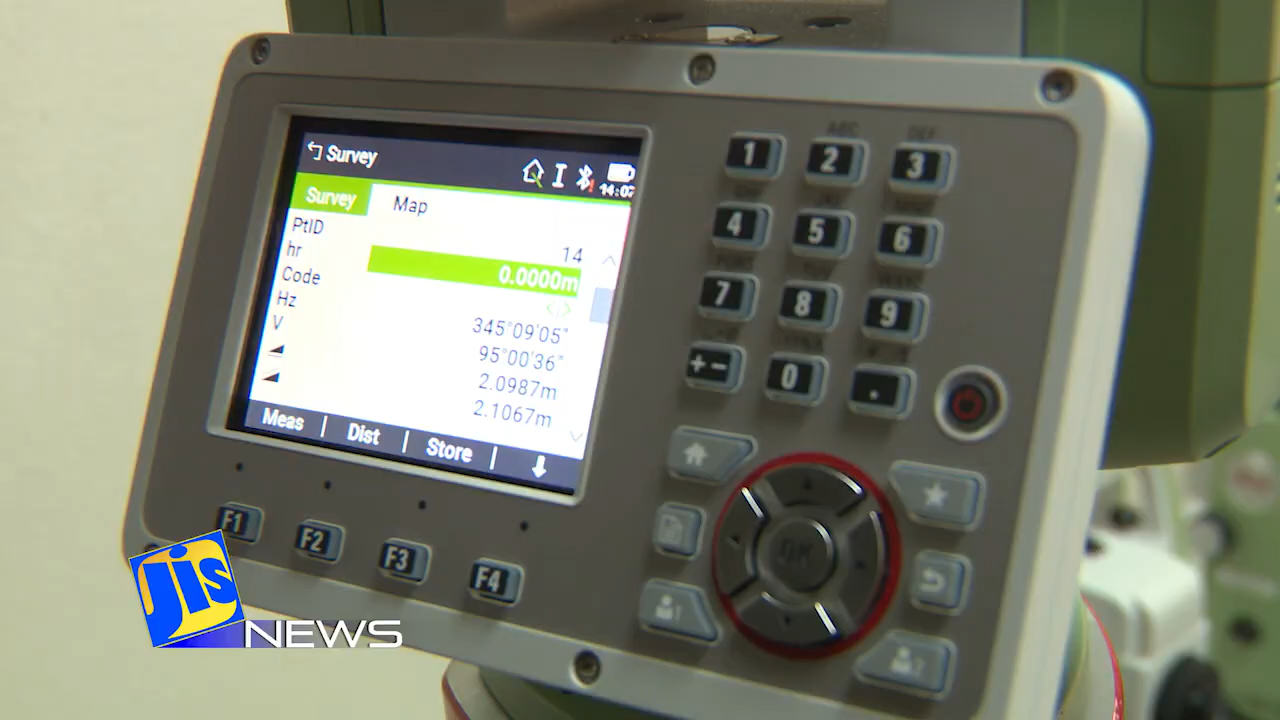 Survey
14:07
Survey Map
PtID 14
hr 0.0000m
Code
Hz 345°09'05"
V 95°00'36"
2.0987m
2.1067m
Meas | Dist | Store |
F1 F2 F3 F4
ABC DEF
1 2 3
4 5 6
7 8 9
+- 0 .
OK
jis
NEWS